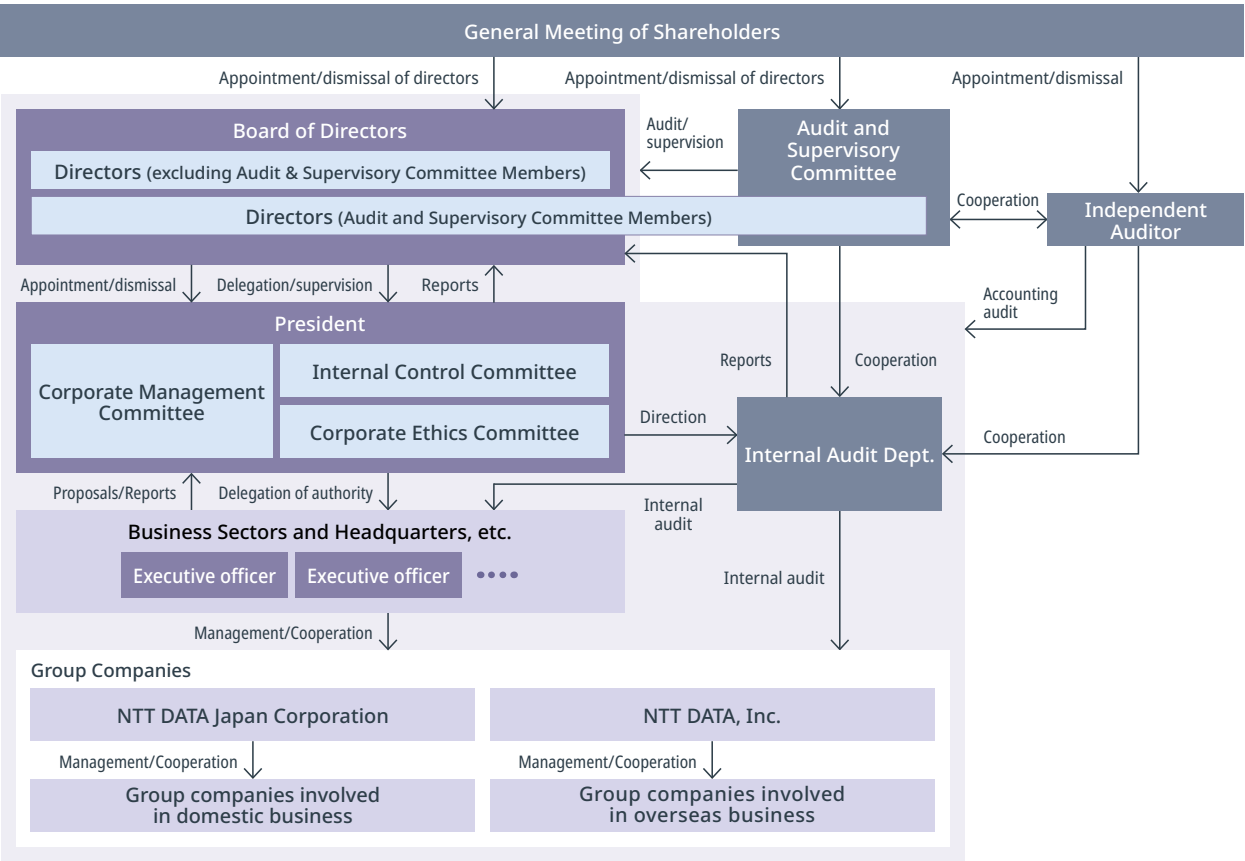 General Meeting of Shareholders
Appointment/dismissal of directors
Appointment/dismissal of directors
Appointment/dismissal
Board of Directors
Directors (excluding Audit & Supervisory Committee Members)
Directors (Audit and Supervisory Committee Members)
Audit/
supervision
Audit and
Supervisory
Committee
Cooperation
Independent
Auditor
Appointment/dismissal
Delegation/supervision
Reports
Accounting
audit
President
Corporate Management
Committee
Internal Control Committee
Corporate Ethics Committee
Reports
Cooperation
Direction
Internal Audit Dept.
Cooperation
Proposals/Reports
Delegation of authority
Internal
audit
Business Sectors and Headquarters, etc.
Executive officer
Executive officer
••••
Internal audit
Management/Cooperation
Group Companies
NTT DATA Japan Corporation
NTT DATA, Inc.
Management/Cooperation
Management/Cooperation
Group companies involved
in domestic business
Group companies involved
in overseas business